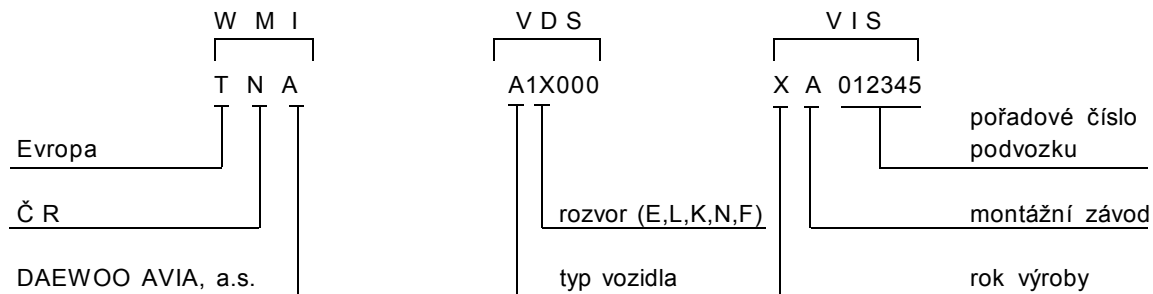 W M I V D S V I S
T N A A1X000 X A 012345
pořadové číslo
Evropa podvozku
Č R rozvor (E,L,K,N,F) montážní závod
DAEWOO AVIA, a.s. typ vozidla rok výroby